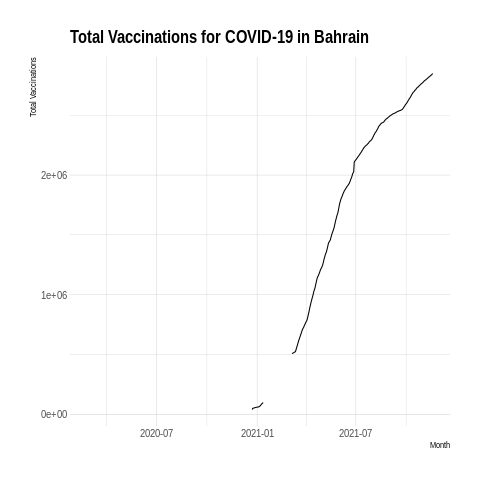 Total Vaccinations for COVID-19 in Bahrain
Total Vaccinations
2e+06
1e+06
0e+00
2020-07 2021-01 2021-07
Month